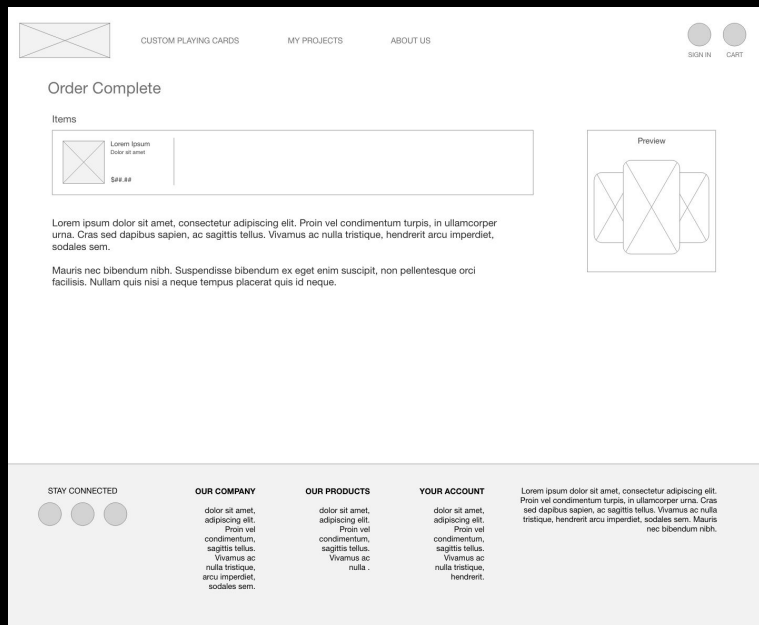 CUSTOM PLAYING CARDS
MY PROJECTS
ABOUT US
SIGN IN
CART
Order Complete
Items
Lorem Ipsum
Dolor sit amet
$##.##
Preview
Lorem ipsum dolor sit amet, consectetur adipiscing elit. Proin vel condimentum turpis, in ullamcorper
urna. Cras sed dapibus sapien, ac sagittis tellus. Vivamus ac nulla tristique, hendrerit arcu imperdiet,
sodales sem.
Mauris nec bibendum nibh. Suspendisse bibendum ex eget enim suscipit, non pellentesque orci
facilisis. Nullam quis nisi a neque tempus placerat quis id neque.
STAY CONNECTED
OUR COMPANY
dolor sit amet,
adipiscing elit.
Proin vel
condimentum,
sagittis tellus.
Vivamus ac
nulla tristique,
arcu imperdiet,
sodales sem.
OUR PRODUCTS
dolor sit amet,
adipiscing elit.
Proin vel
condimentum,
sagittis tellus.
Vivamus ac
nulla .
YOUR ACCOUNT
dolor sit amet,
adipiscing elit.
Proin vel
condimentum,
sagittis tellus.
Vivamus ac
nulla tristique,
hendrerit.
Lorem ipsum dolor sit amet, consectetur adipiscing elit.
Proin vel condimentum turpis, in ullamcorper urna. Cras
sed dapibus sapien, ac sagittis tellus. Vivamus ac nulla
tristique, hendrerit arcu imperdiet, sodales sem. Mauris
nec bibendum nibh.